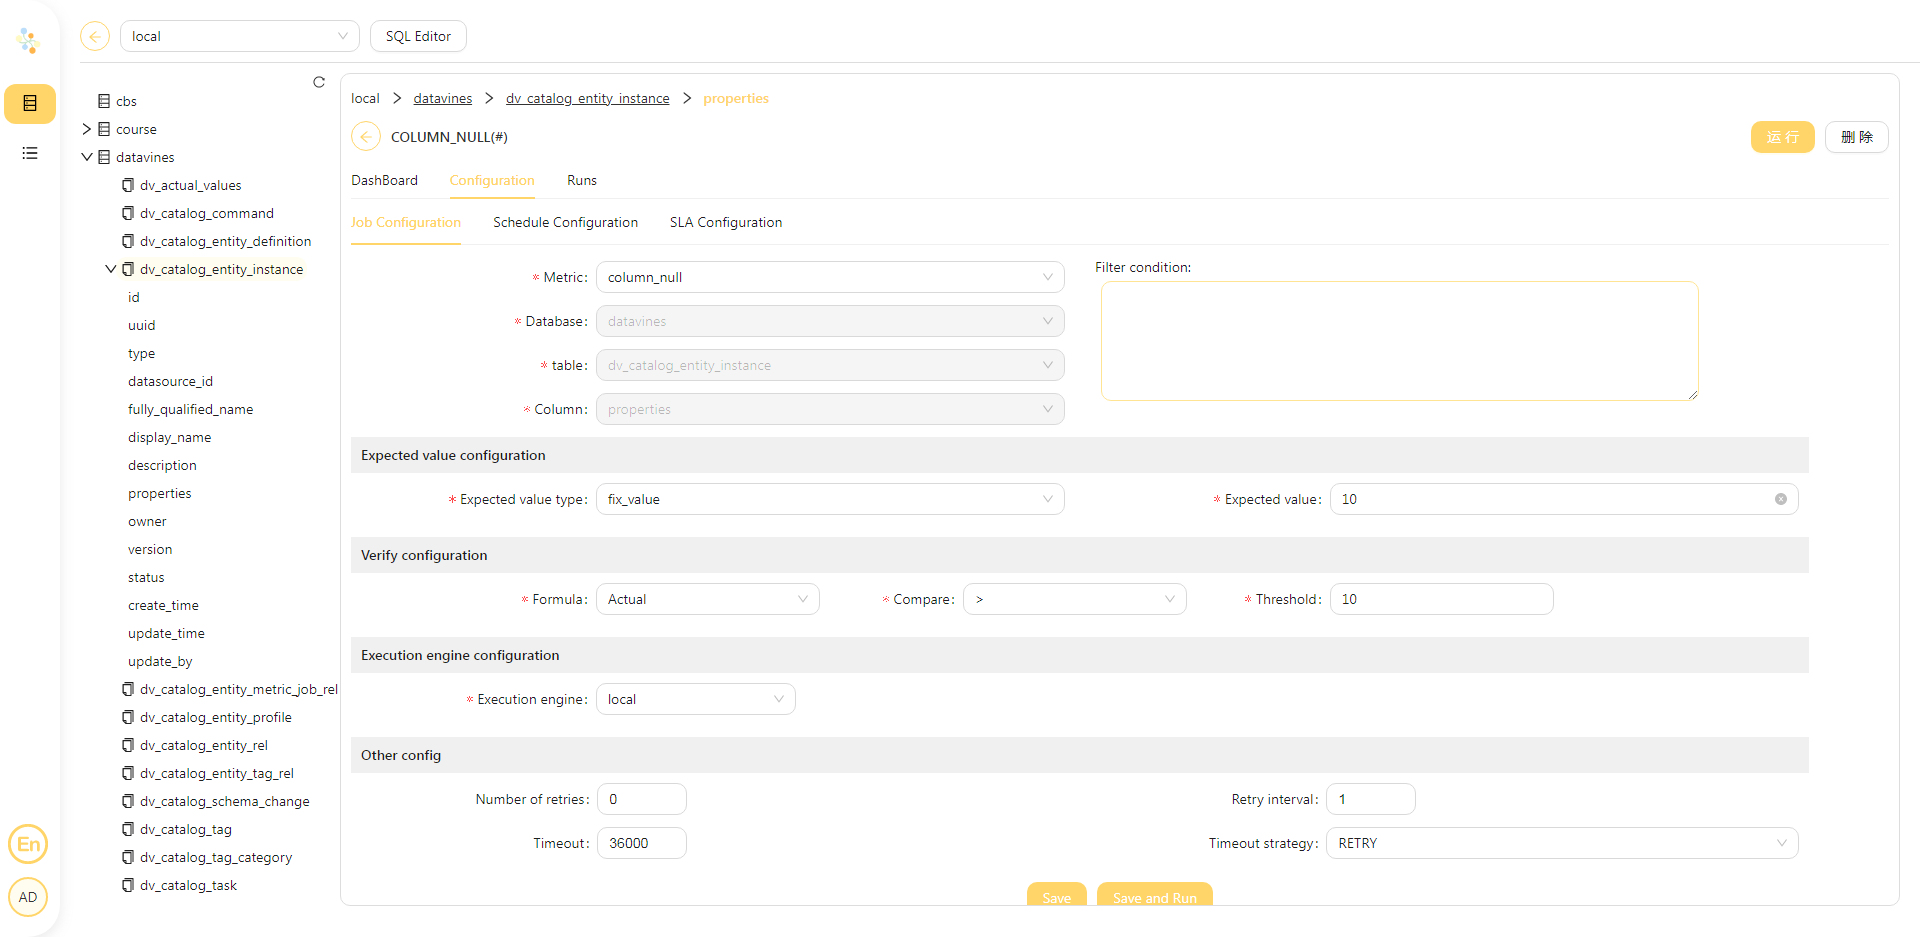 local
SQL Editor
cbs
course
datavines
dv_actual_values
dv_catalog_command
dv_catalog_entity_definition
dv_catalog_entity_instance
id
uuid
type
datasource_id
fully_qualified_name
display_name
description
properties
owner
version
status
create_time
update_time
update_by
dv_catalog_entity_metric_job_rel
dv_catalog_entity_profile
dv_catalog_entity_rel
dv_catalog_entity_tag_rel
dv_catalog_schema_change
dv_catalog_tag
dv_catalog_tag_category
dv_catalog_task
En
AD
local > datavines > dv_catalog_entity_instance > properties
COLUMN_NULL(#)
运行 删除
DashBoard Configuration Runs
Job Configuration Schedule Configuration SLA Configuration
* Metric: column_null
* Database: datavines
* table: dv_catalog_entity_instance
* Column: properties
Filter condition:
Expected value configuration
* Expected value type: fix_value * Expected value: 10
Verify configuration
* Formula: Actual * Compare: > * Threshold: 10
Execution engine configuration
* Execution engine: local
Other config
Number of retries: 0 Retry interval: 1
Timeout: 36000 Timeout strategy: RETRY
Save Save and Run